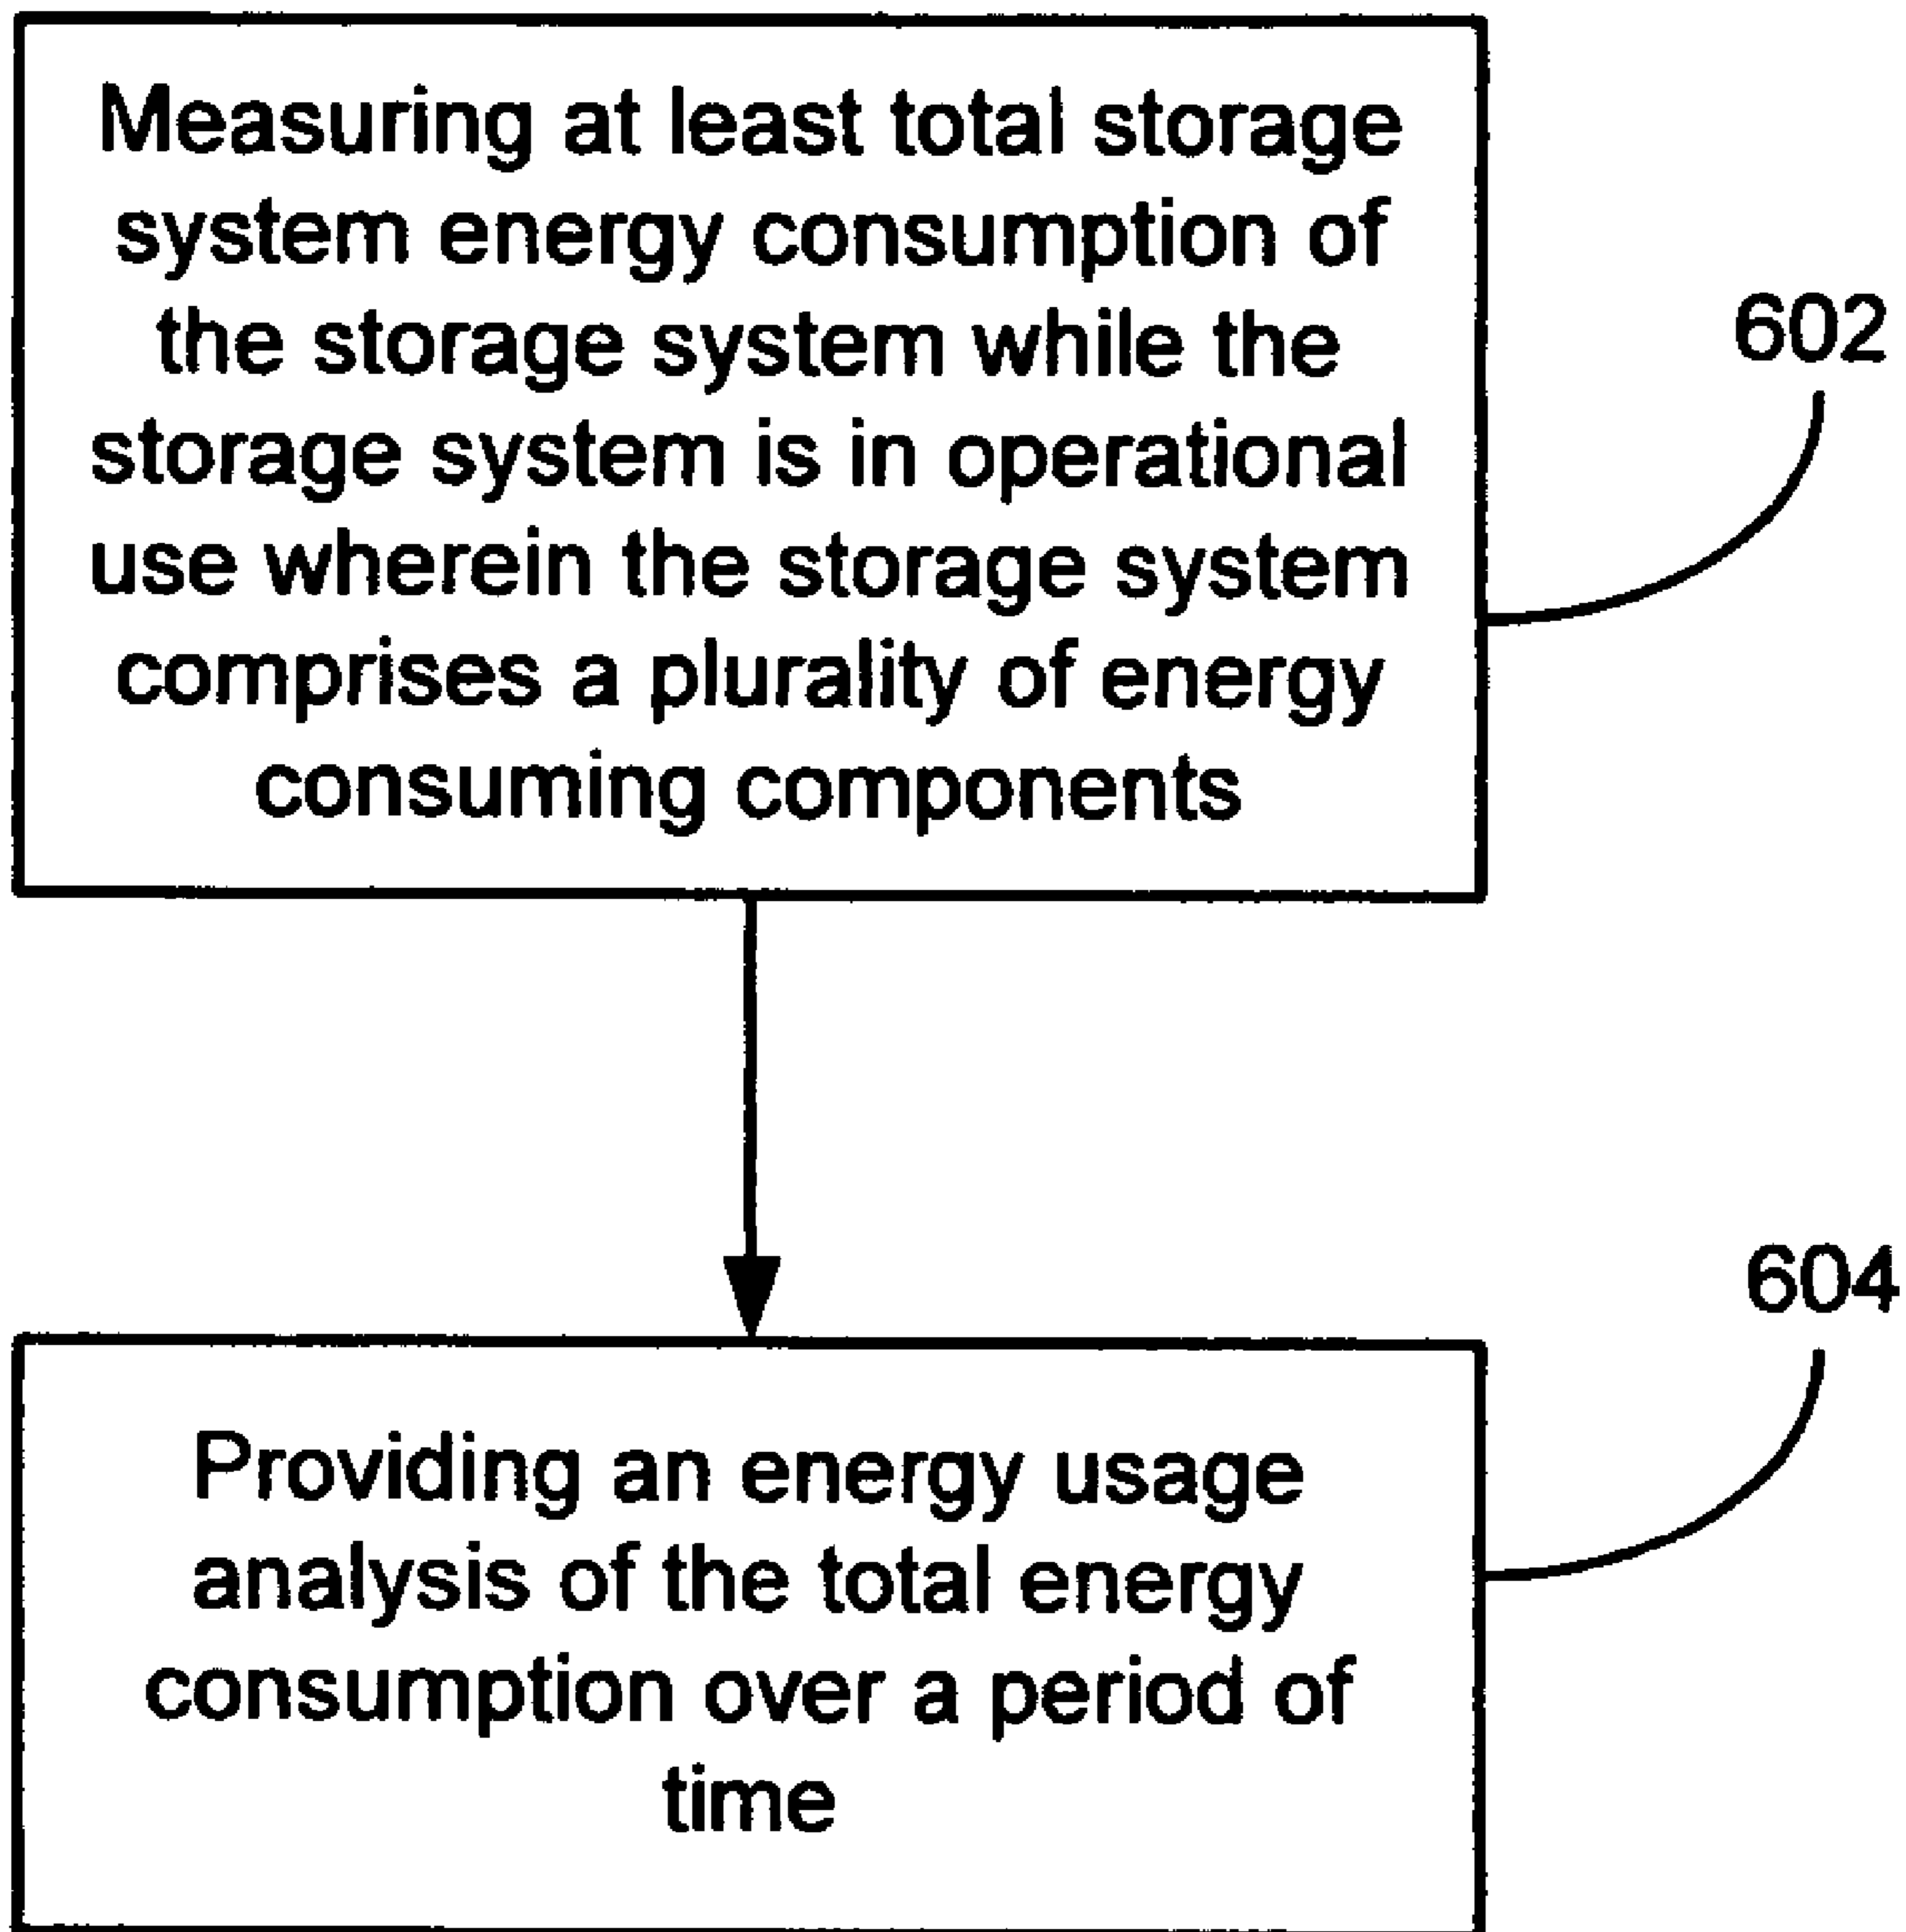 Measuring at least total storage
system energy consumption of
the storage system while the
storage system is in operational
use wherein the storage system
comprises a plurality of energy
consuming components
602
604
Providing an energy usage
analysis of the total energy
consumption over a period of
time